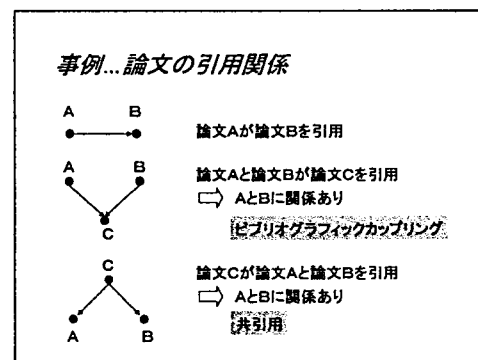 事例...論文の引用関係
A B
論文Aが論文Bを引用
A B
論文Aと論文Bが論文Cを引用
⇨ AとBに関係あり
C
ビブリオグラフィックカップリング
C
論文Cが論文Aと論文Bを引用
⇨ AとBに関係あり
A B
共引用